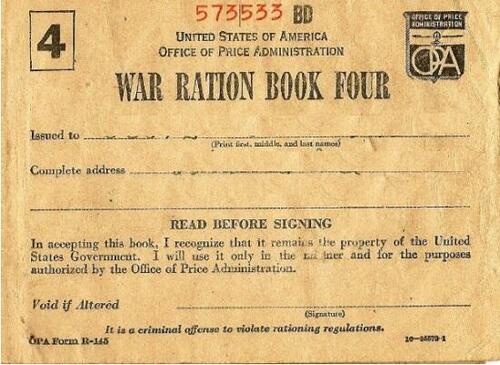 573533 BD
4
UNITED STATES OF AMERICA
OFFICE OF PRICE ADMINISTRATION
OFFICE OF PRICE
ADMINISTRATION
OPA
WAR RATION BOOK FOUR
Issued to
(Print first, middle, and last names)
Complete address
READ BEFORE SIGNING
In accepting this book, I recognize that it remains the property of the United
States Government. I will use it only in the manner and for the purposes
authorized by the Office of Price Administration.
Void if Altered
(Signature)
It is a criminal offense to violate rationing regulations.
OPA Form R-145
16—35570-1